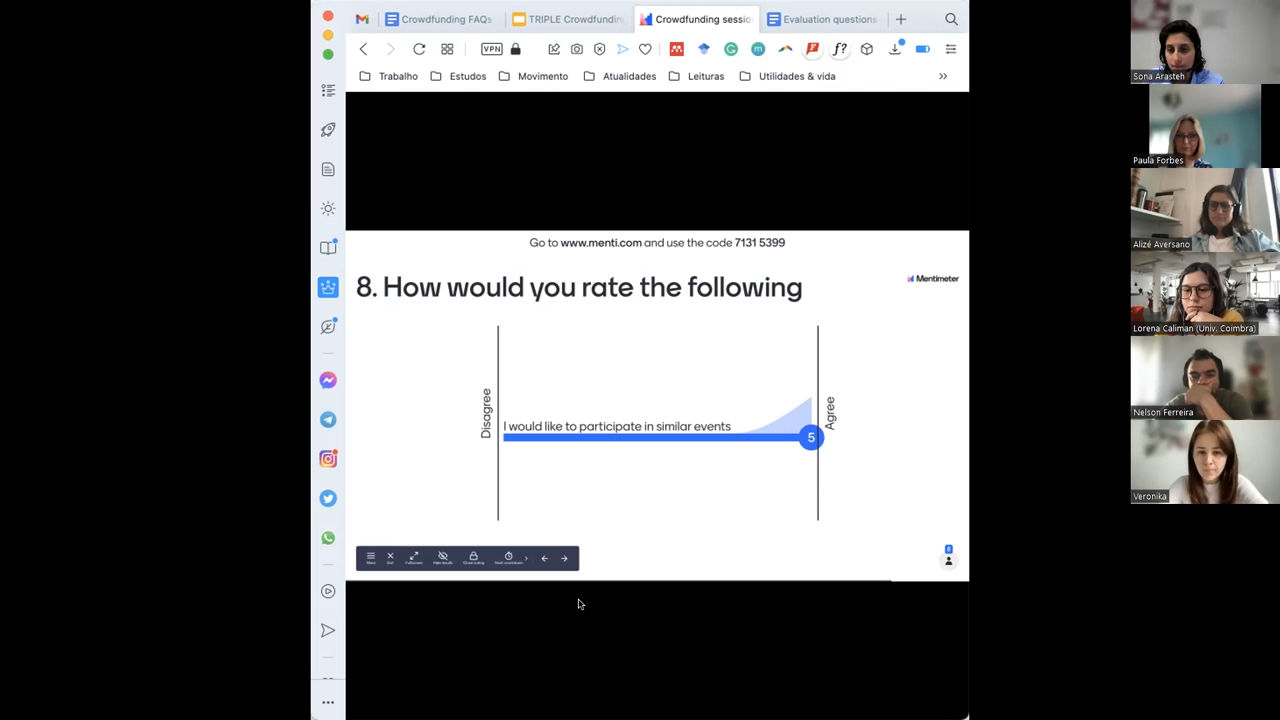 Crowdfunding FAQs
TRIPLE Crowdfunding
Crowdfunding sessio
Evaluation questions
VPN
f?
Trabalho
Estudos
Movimento
Atualidades
Leituras
Utilidades & vida
Go to www.menti.com and use the code 7131 5399
8. How would you rate the following
Mentimeter
Disagree
I would like to participate in similar events
5
Agree
Sona Arasteh
Paula Forbes
Alizé Aversano
Lorena Caliman (Univ. Coimbra)
Nelson Ferreira
Veronika